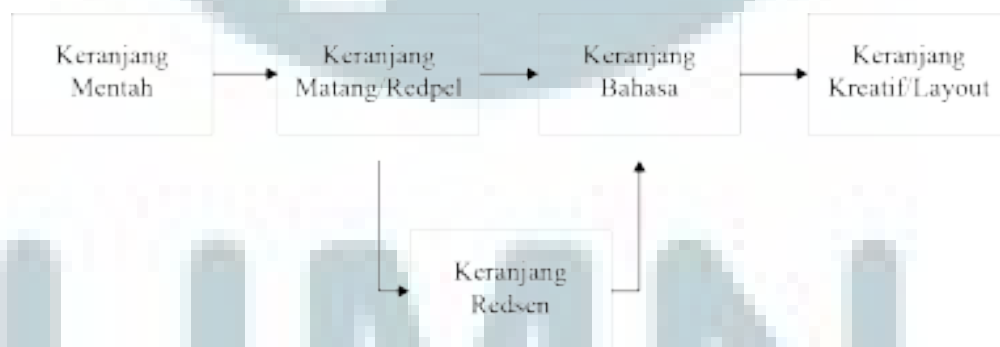 Keranjang
Mentah
Keranjang
Matang/Redpel
Keranjang
Bahasa
Keranjang
Kreatif/Layout
Keranjang
Redsen